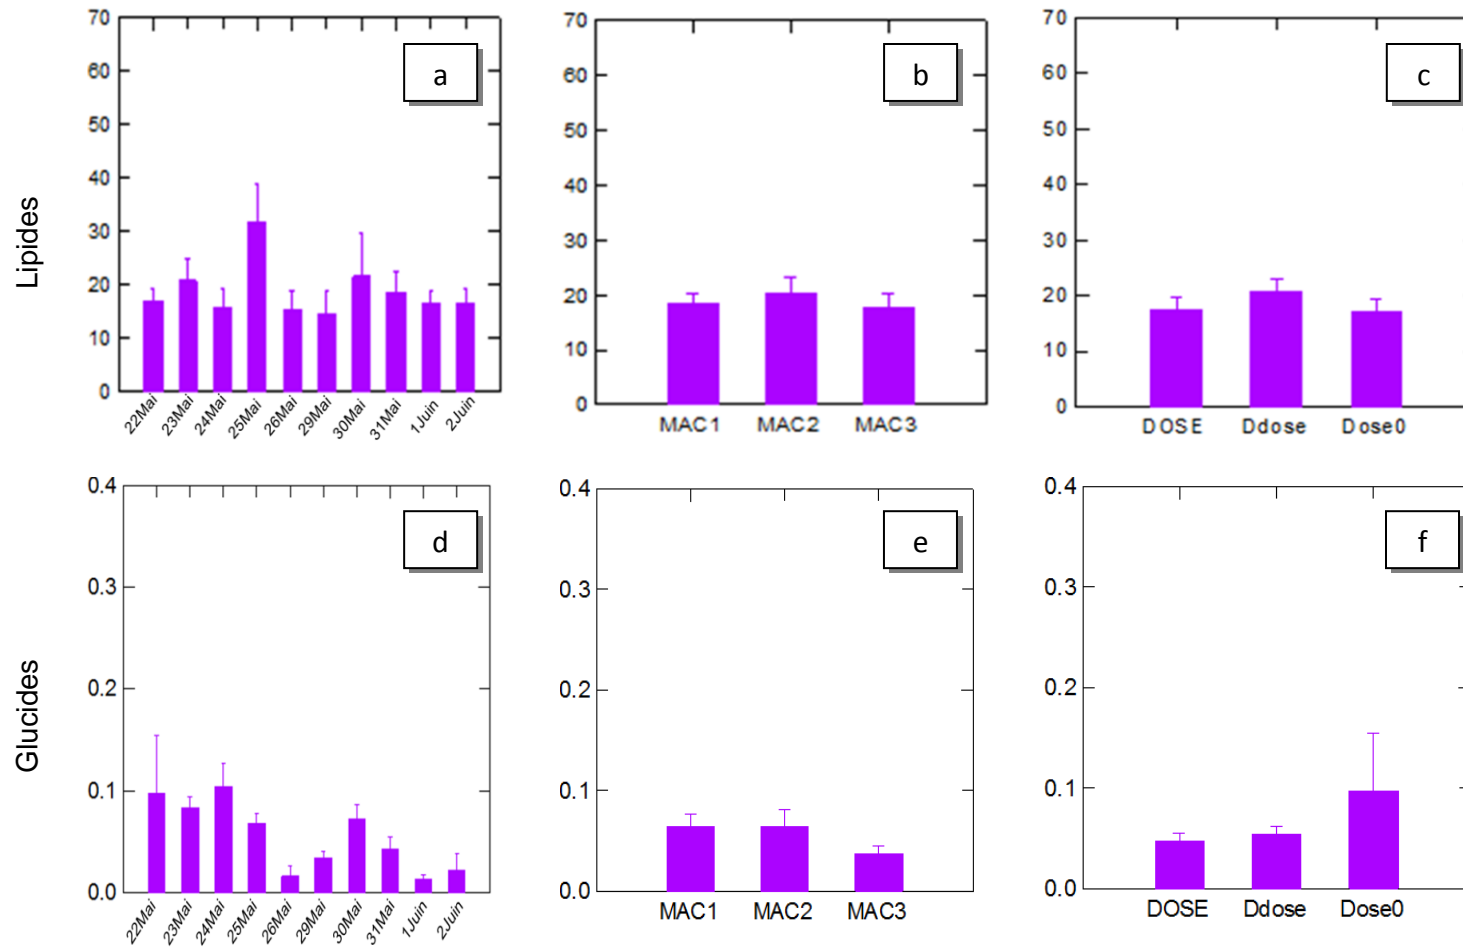 Lipides
a
70
60
50
40
30
20
10
0
22Mai 23Mai 24Mai 25Mai 26Mai 29Mai 30Mai 31Mai 1Juin 2Juin
b
70
60
50
40
30
20
10
0
MAC1 MAC2 MAC3
c
70
60
50
40
30
20
10
0
DOSE Ddose Dose0
Glucides
d
0.4
0.3
0.2
0.1
0.0
22Mai 23Mai 24Mai 25Mai 26Mai 29Mai 30Mai 31Mai 1Juin 2Juin
e
0.4
0.3
0.2
0.1
0.0
MAC1 MAC2 MAC3
f
0.4
0.3
0.2
0.1
0.0
DOSE Ddose Dose0